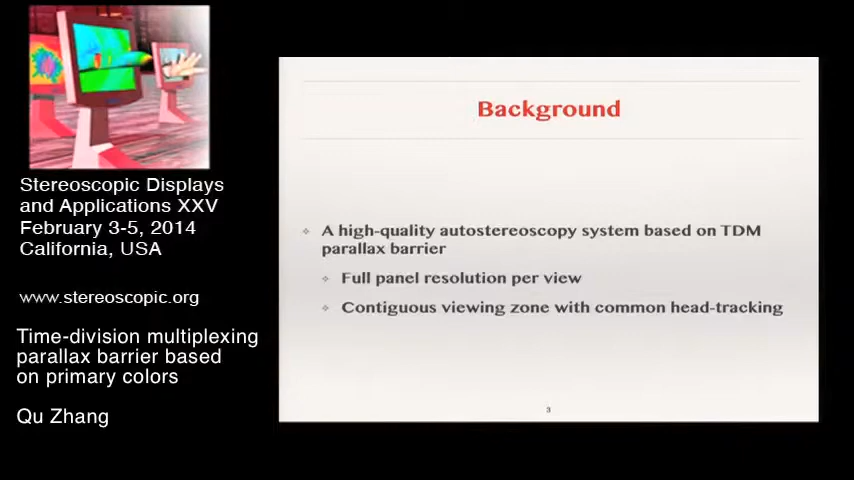 Stereoscopic Displays
and Applications XXV
February 3-5, 2014
California, USA
www.stereoscopic.org
Time-division multiplexing
parallax barrier based
on primary colors
Qu Zhang
Background
A high-quality autostereoscopy system based on TDM
parallax barrier
Full panel resolution per view
Contiguous viewing zone with common head-tracking
3